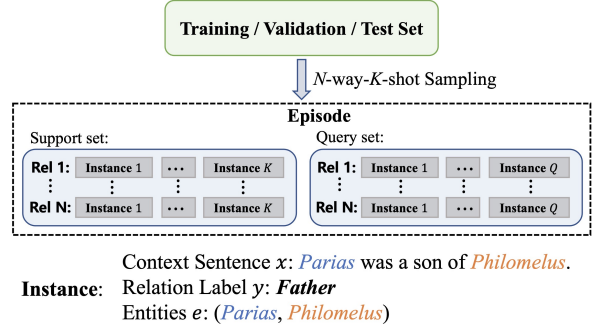 Training / Validation / Test Set
N-way-K-shot Sampling
Episode
Support set:
Rel 1: Instance 1 ... Instance K
⋮ ⋮ ⋮ ⋮
Rel N: Instance 1 ... Instance K
Query set:
Rel 1: Instance 1 ... Instance Q
⋮ ⋮ ⋮ ⋮
Rel N: Instance 1 ... Instance Q
Context Sentence x: Parias was a son of Philomelus.
Instance: Relation Label y: Father
Entities e: (Parias, Philomelus)